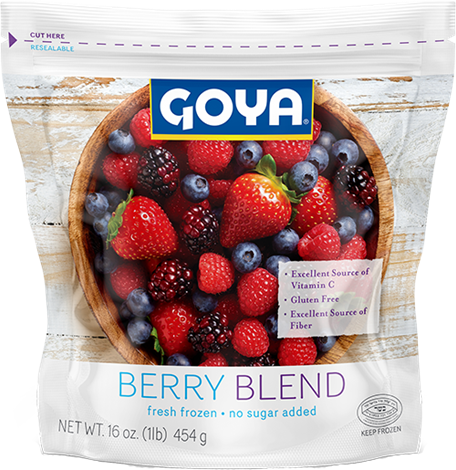 CUT HERE
RESEALABLE
GOYA®
• Excellent Source of
Vitamin C
• Gluten Free
• Excellent Source of
Fiber
BERRY BLEND
fresh frozen • no sugar added
NET WT. 16 oz. (1lb) 454 g
KEEP FROZEN